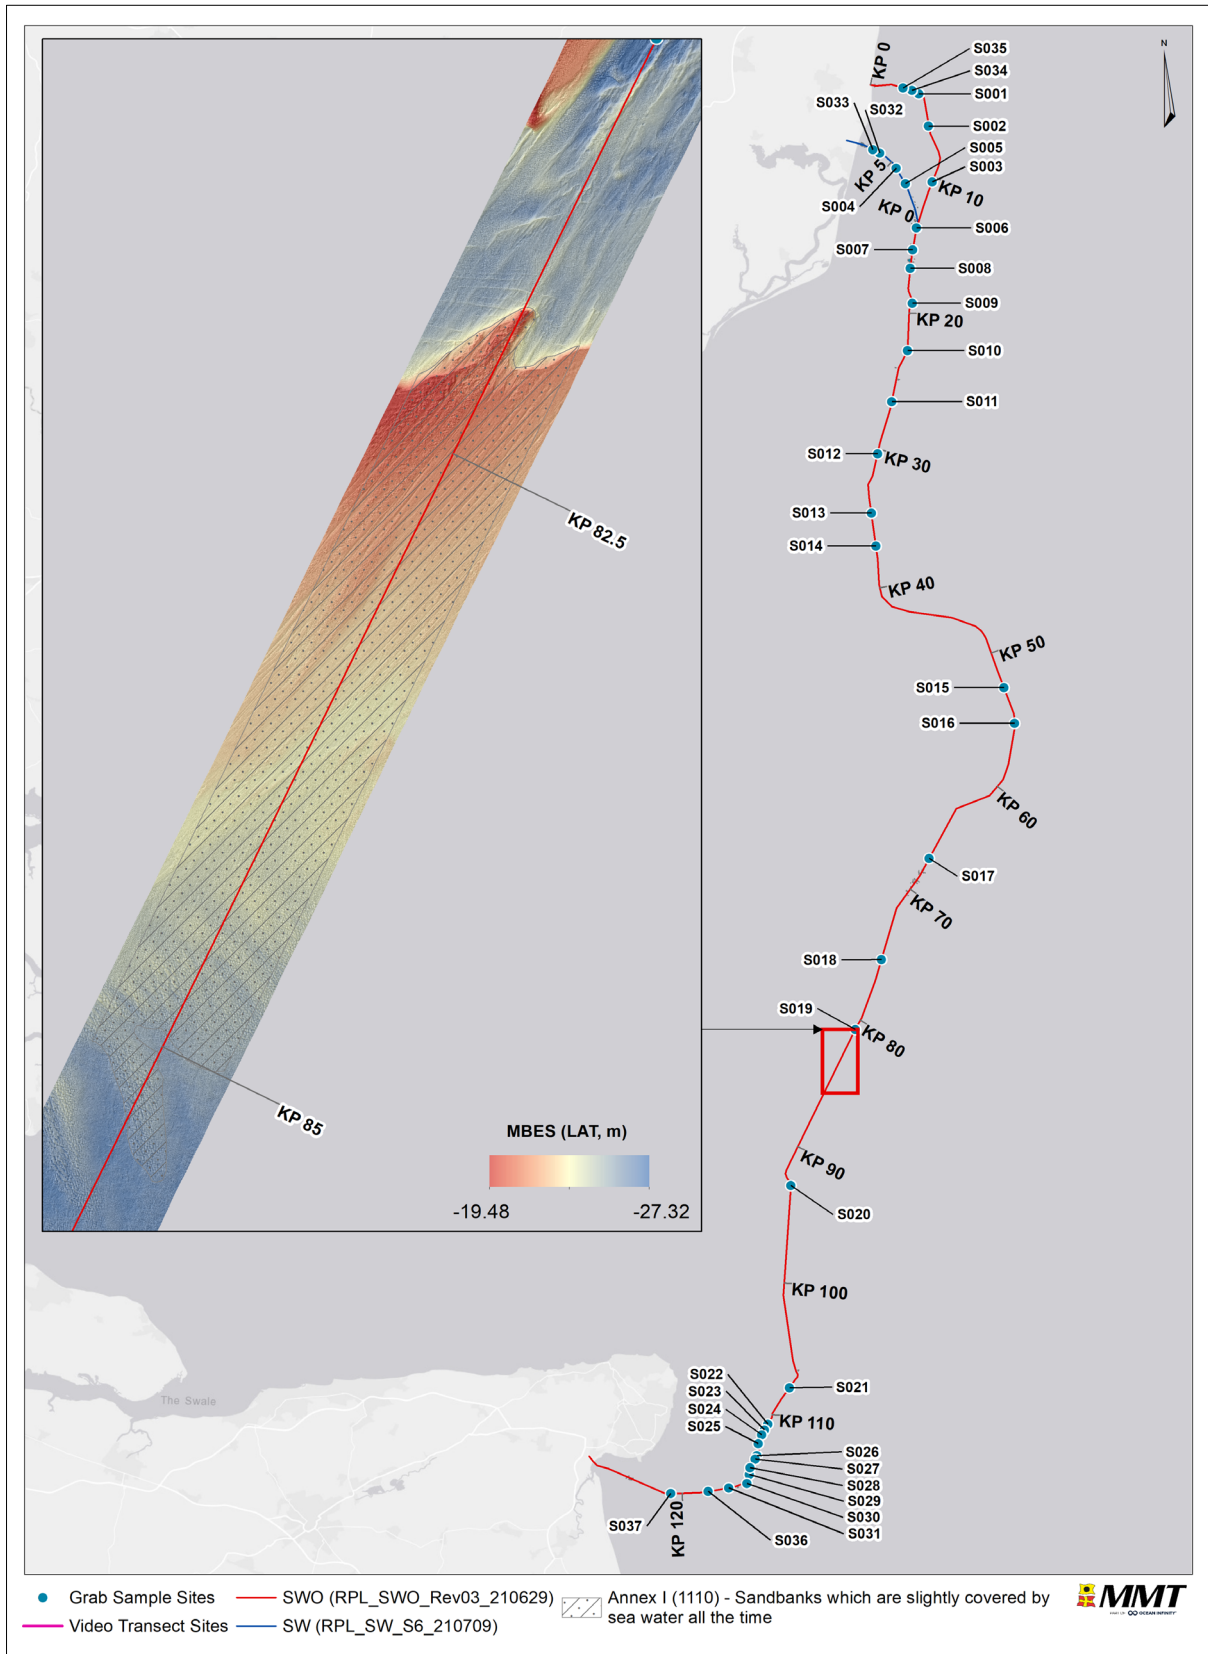 N
KP 0
S035
S034
S001
S033
S032
S002
S005
S003
KP 5
KP 10
S004
KP 0
S006
S007
S008
S009
KP 20
S010
S011
S012
KP 30
S013
S014
KP 40
KP 50
S015
S016
KP 60
S017
KP 70
S018
S019
KP 80
KP 82.5
KP 85
MBES (LAT, m)
-19.48
-27.32
KP 90
S020
KP 100
S022
S023
S024
S025
S021
KP 110
The Swale
S026
S027
S028
S029
S030
S031
S036
S037
KP 120
Grab Sample Sites
Video Transect Sites
SWO (RPL_SWO_Rev03_210629)
SW (RPL_SW_S6_210709)
Annex I (1110) - Sandbanks which are slightly covered by
sea water all the time
MMT
PART OF OCEAN INFINITY